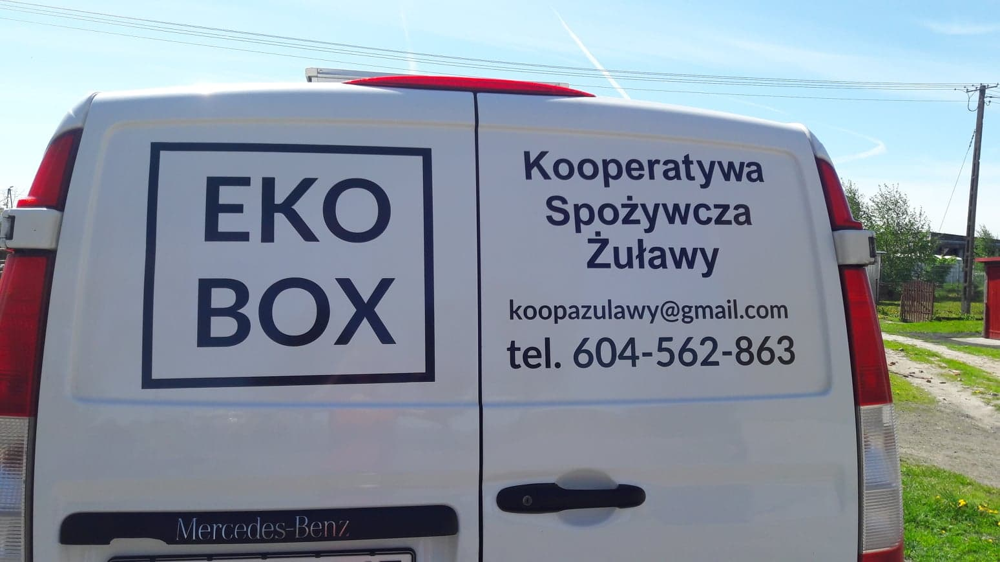 EKO
BOX
Kooperatywa
Spożywcza
Żuławy
koopazulawy@gmail.com
tel. 604-562-863
Mercedes-Benz